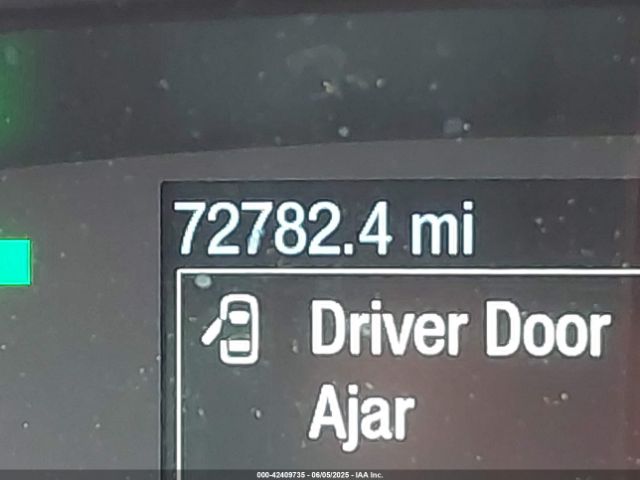 72782.4 mi
Driver Door
Ajar
000-42409735 - 06/05/2025 - IAA Inc.